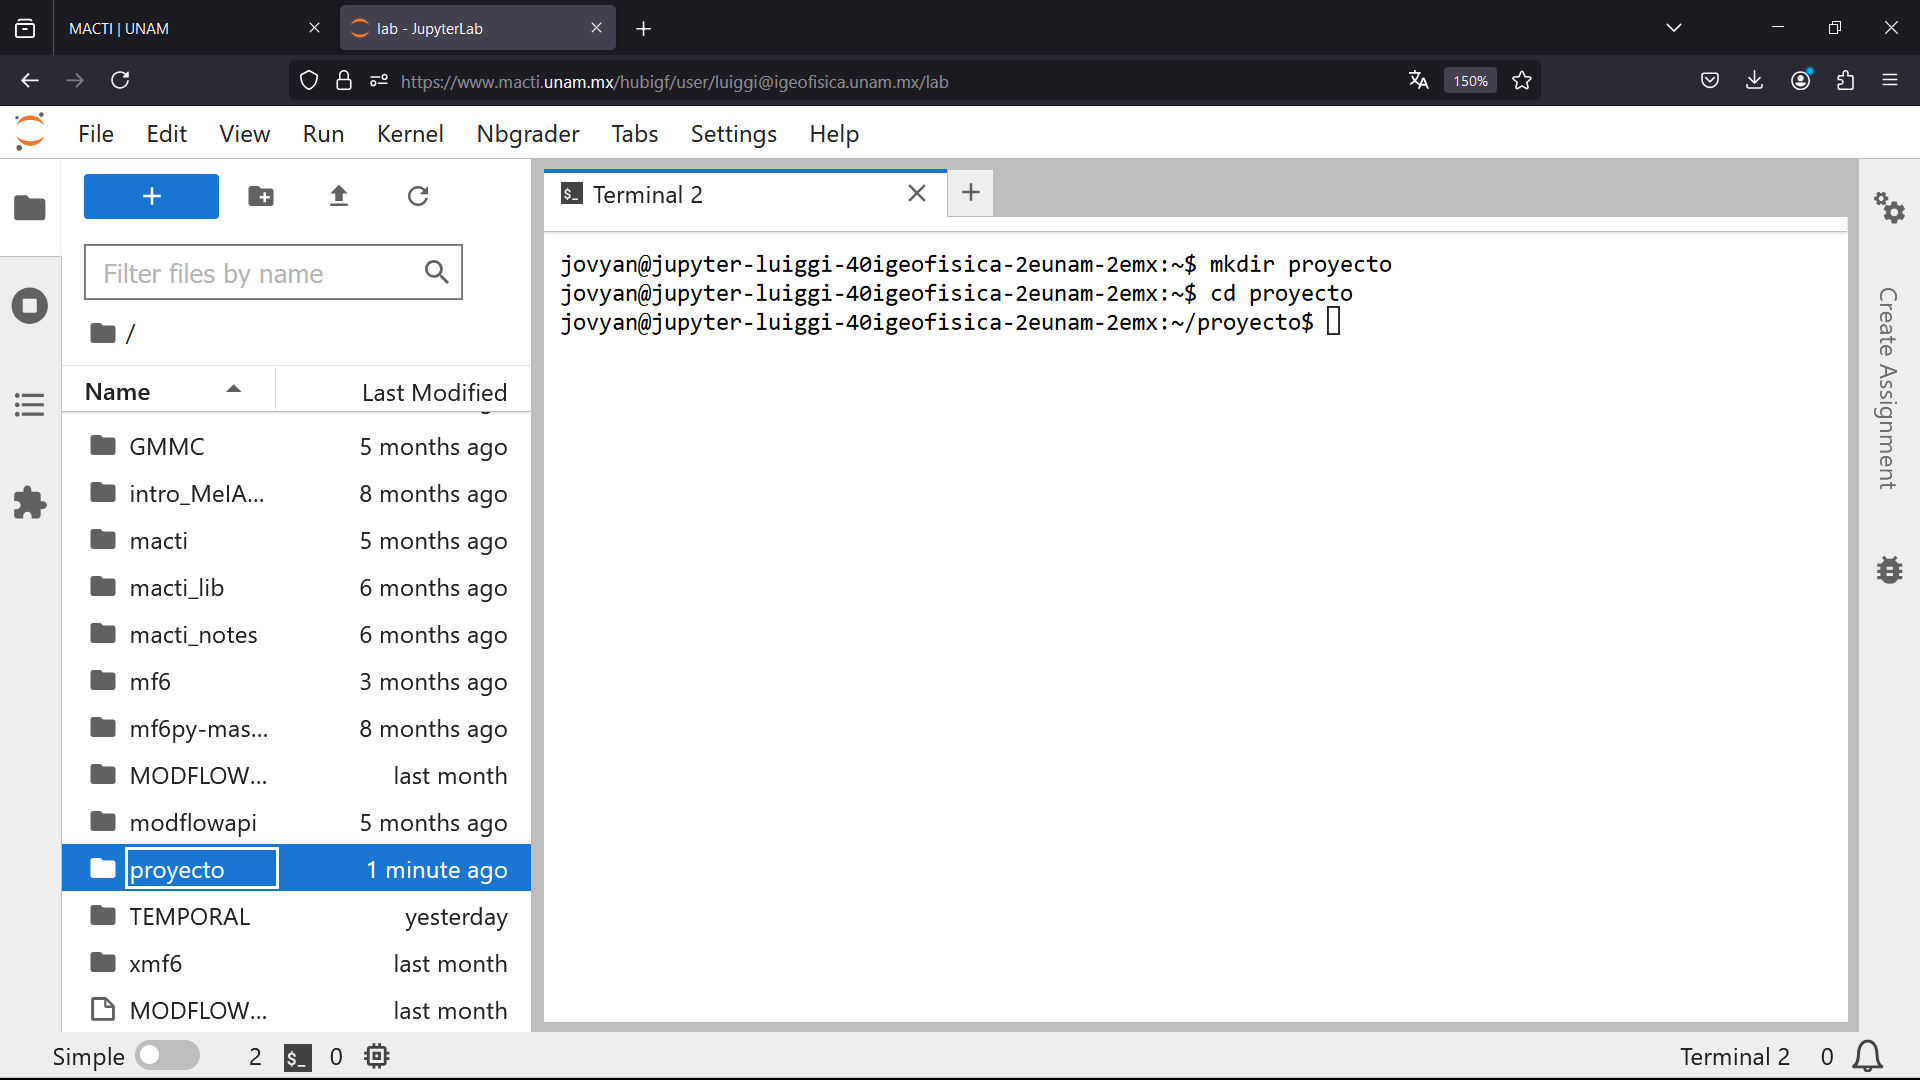 MACTI | UNAM
lab - JupyterLab
https://www.macti.unam.mx/hubigf/user/luiggi@igeofisica.unam.mx/lab
150%
File Edit View Run Kernel Nbgrader Tabs Settings Help
Terminal 2
Filter files by name
/
Name Last Modified
GMMC 5 months ago
intro_MeIA... 8 months ago
macti 5 months ago
macti_lib 6 months ago
macti_notes 6 months ago
mf6 3 months ago
mf6py-mas... 8 months ago
MODFLOW... last month
modflowapi 5 months ago
proyecto 1 minute ago
TEMPORAL yesterday
xmf6 last month
MODFLOW... last month
jovyan@jupyter-luiggi-40igeofisica-2eunam-2emx:~$ mkdir proyecto
jovyan@jupyter-luiggi-40igeofisica-2eunam-2emx:~$ cd proyecto
jovyan@jupyter-luiggi-40igeofisica-2eunam-2emx:~/proyecto$
Create Assignment
Simple 2 $_ 0 Terminal 2 0